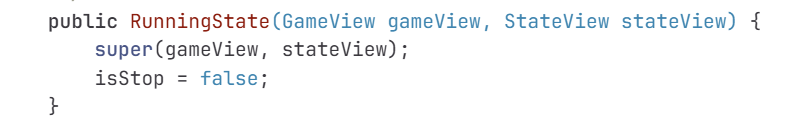 public RunningState(GameView gameView, StateView stateView) {
    super(gameView, stateView);
    isStop = false;
}